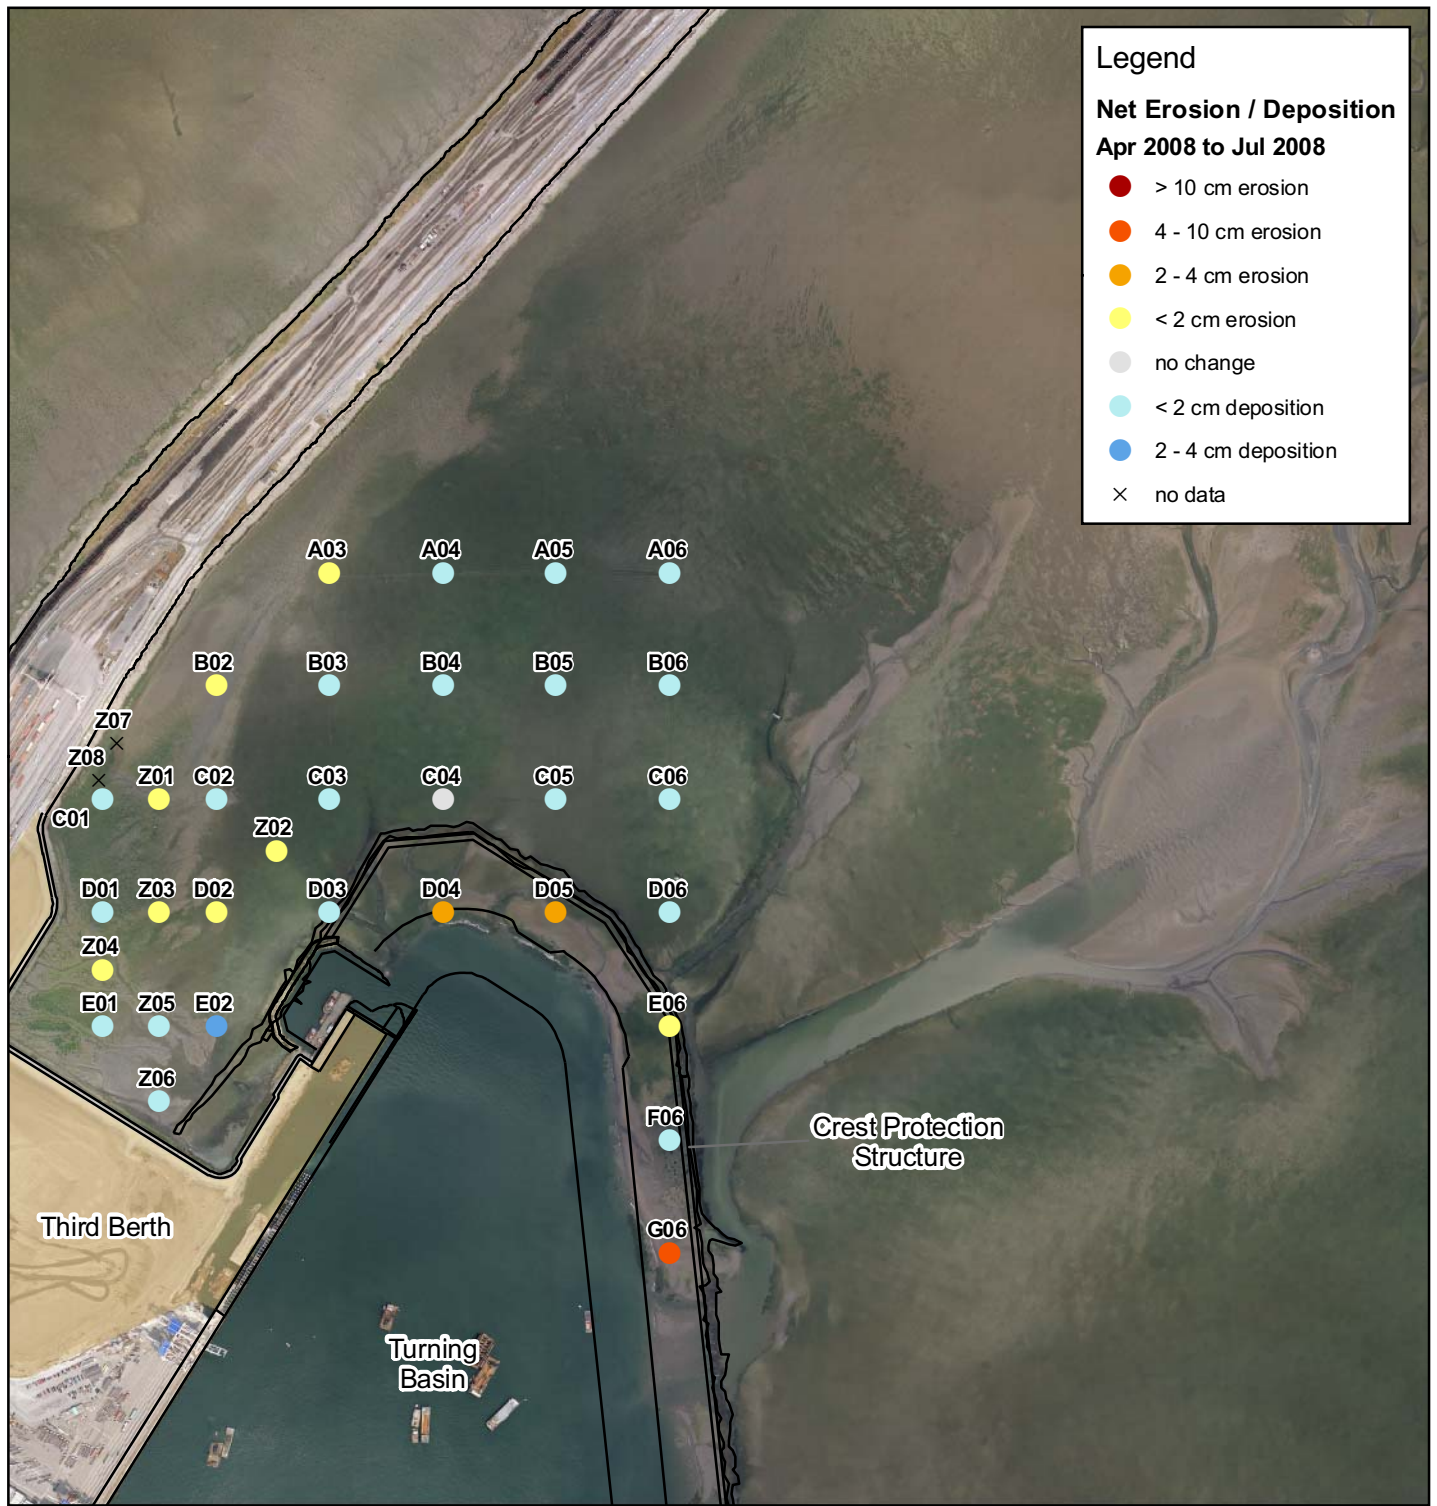 Legend
Net Erosion / Deposition
Apr 2008 to Jul 2008
> 10 cm erosion
4 - 10 cm erosion
2 - 4 cm erosion
< 2 cm erosion
no change
< 2 cm deposition
2 - 4 cm deposition
no data
A03 A04 A05 A06
B02 B03 B04 B05 B06
Z07
Z08 Z01 C02 C03 C04 C05 C06
C01
Z02
D01 Z03 D02 D03 D04 D05 D06
Z04
E01 Z05 E02 E06
Z06
F06
Crest Protection
Structure
Third Berth
G06
Turning
Basin